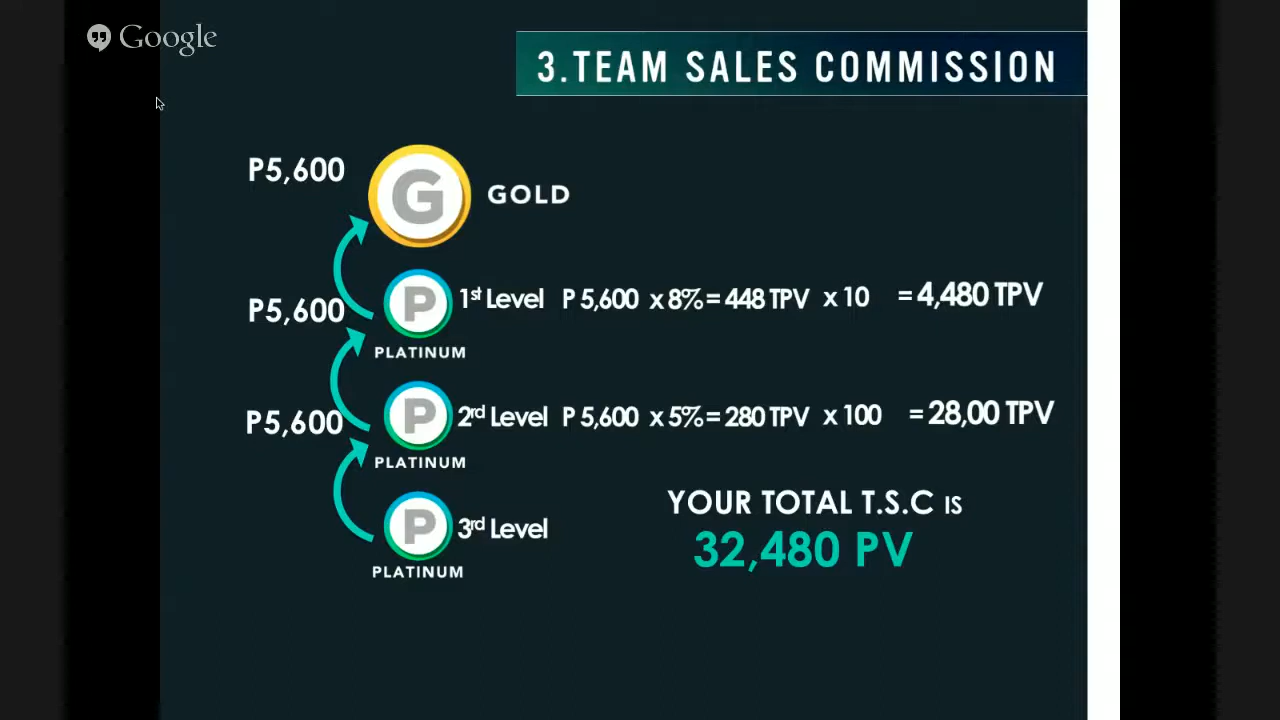 Google
3.TEAM SALES COMMISSION
P5,600
G
GOLD
P5,600
P
1st Level P 5,600 x 8% = 448 TPV x 10 = 4,480 TPV
PLATINUM
P5,600
P
2rd Level P 5,600 x 5% = 280 TPV x 100 = 28,00 TPV
PLATINUM
P
3rd Level
PLATINUM
YOUR TOTAL T.S.C IS
32,480 PV